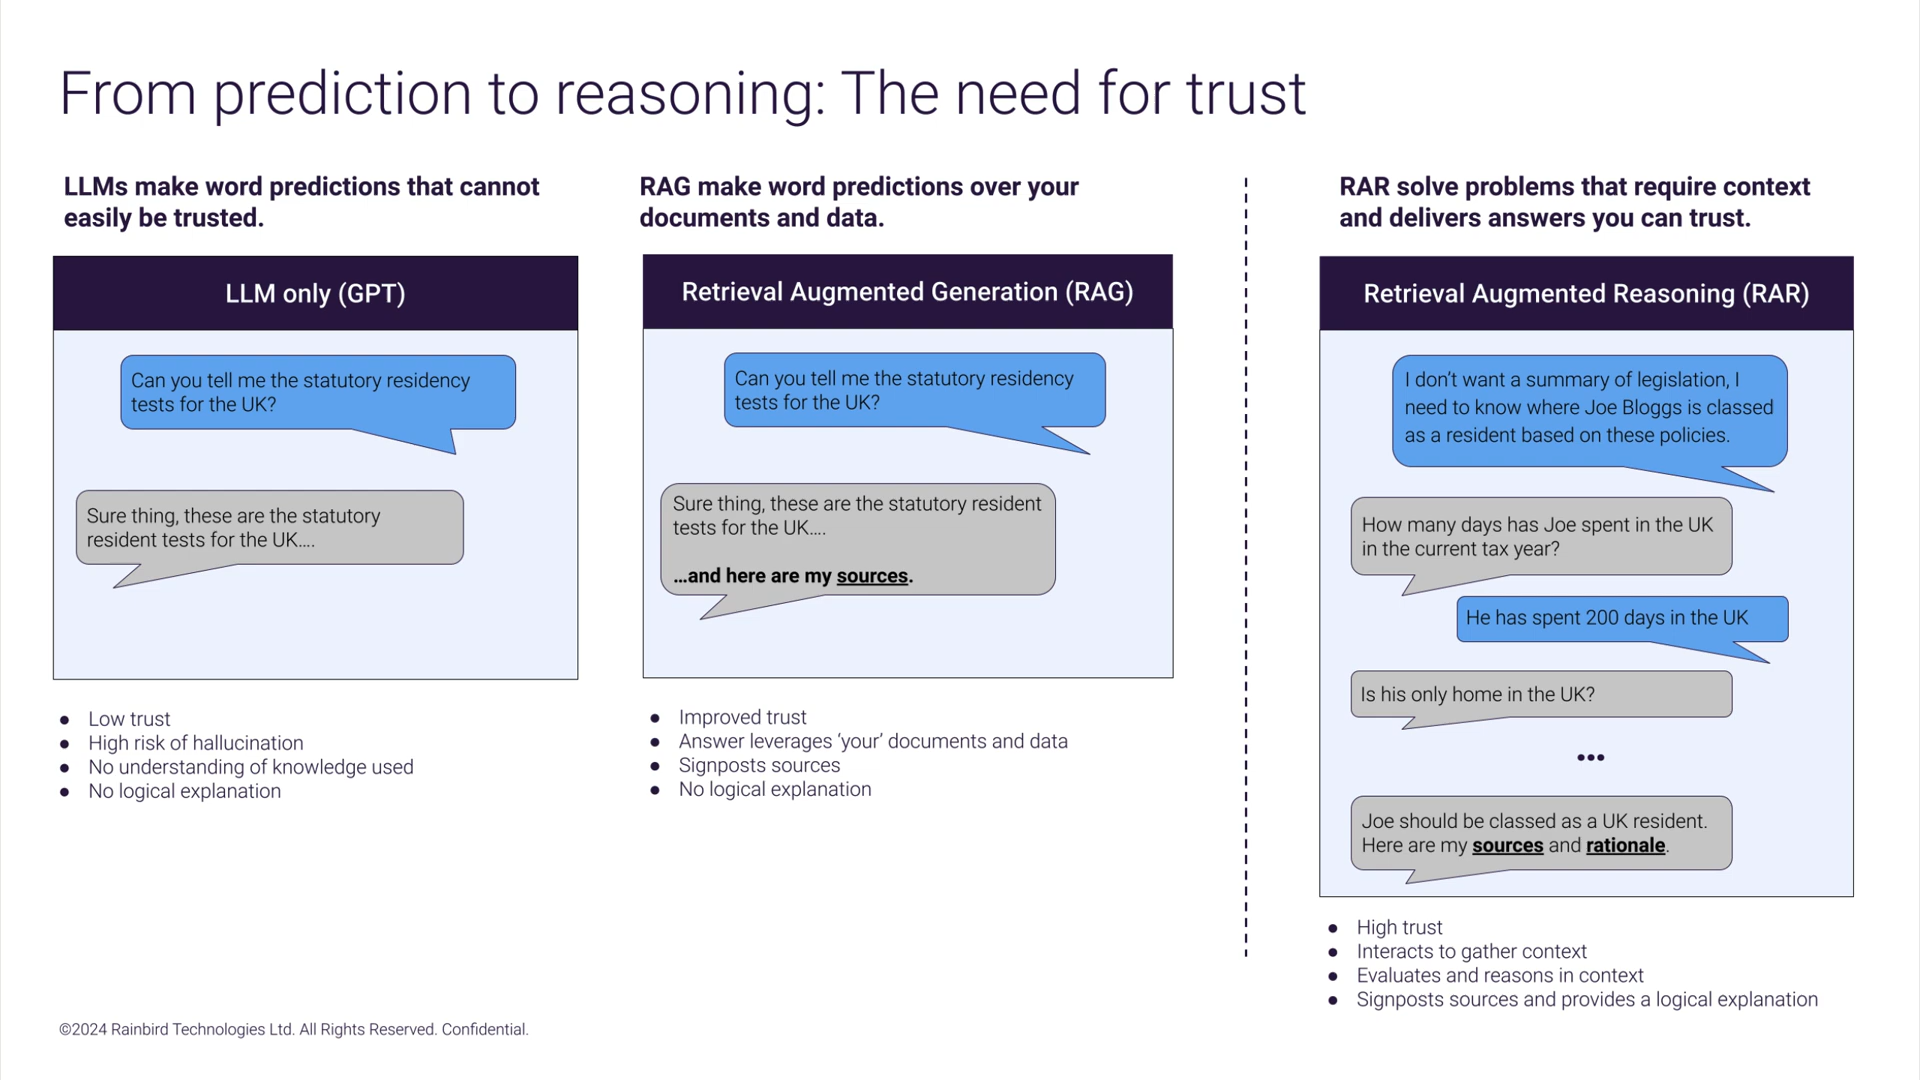 From prediction to reasoning: The need for trust
LLMs make word predictions that cannot
easily be trusted.
LLM only (GPT)
Can you tell me the statutory residency
tests for the UK?
Sure thing, these are the statutory
resident tests for the UK....
● Low trust
● High risk of hallucination
● No understanding of knowledge used
● No logical explanation
RAG make word predictions over your
documents and data.
Retrieval Augmented Generation (RAG)
Can you tell me the statutory residency
tests for the UK?
Sure thing, these are the statutory resident
tests for the UK....
...and here are my sources.
● Improved trust
● Answer leverages ‘your’ documents and data
● Signposts sources
● No logical explanation
RAR solve problems that require context
and delivers answers you can trust.
Retrieval Augmented Reasoning (RAR)
I don’t want a summary of legislation, I
need to know where Joe Bloggs is classed
as a resident based on these policies.
How many days has Joe spent in the UK
in the current tax year?
He has spent 200 days in the UK
Is his only home in the UK?
•••
Joe should be classed as a UK resident.
Here are my sources and rationale.
● High trust
● Interacts to gather context
● Evaluates and reasons in context
● Signposts sources and provides a logical explanation
©2024 Rainbird Technologies Ltd. All Rights Reserved. Confidential.